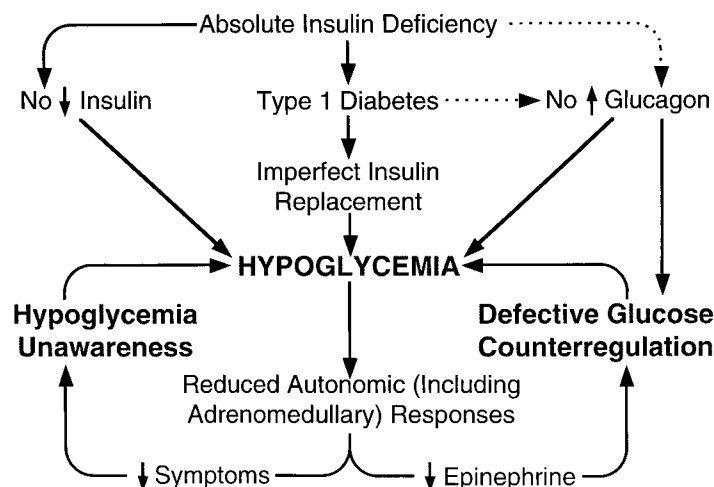 Absolute Insulin Deficiency
No ↓ Insulin
Type 1 Diabetes
No ↑ Glucagon
Imperfect Insulin
Replacement
HYPOGLYCEMIA
Hypoglycemia
Unawareness
Defective Glucose
Counterregulation
Reduced Autonomic (Including
Adrenomedullary) Responses
↓ Symptoms
↓ Epinephrine